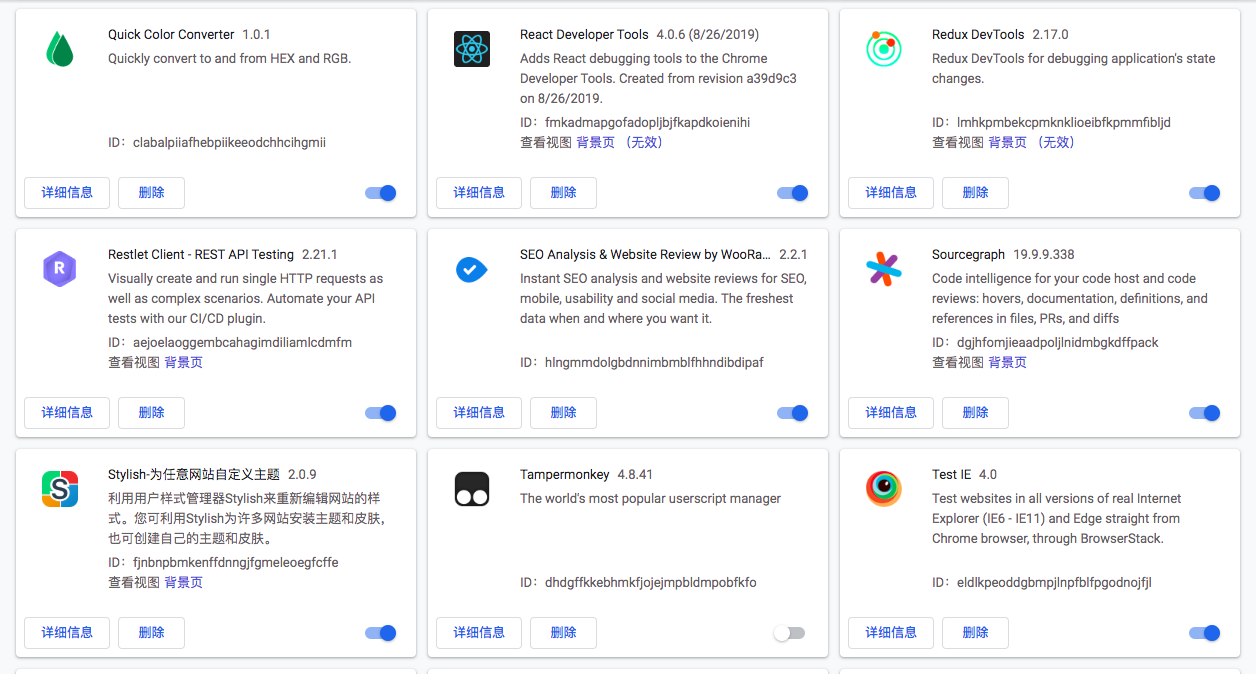 Quick Color Converter 1.0.1
Quickly convert to and from HEX and RGB.
ID：clabalpiiafhebpiikeeodchhcihgmii
详细信息 删除
React Developer Tools 4.0.6 (8/26/2019)
Adds React debugging tools to the Chrome
Developer Tools. Created from revision a39d9c3
on 8/26/2019.
ID：fmkadmapgofadopljbjfkapdkoienihi
查看视图 背景页 （无效）
详细信息 删除
Redux DevTools 2.17.0
Redux DevTools for debugging application's state
changes.
ID：lmhkpmbekcpmknklioeibfkpmmfibljd
查看视图 背景页 （无效）
详细信息 删除
Restlet Client - REST API Testing 2.21.1
Visually create and run single HTTP requests as
well as complex scenarios. Automate your API
tests with our CI/CD plugin.
ID：aejoelaoggembcahagimdiliamlcdmfm
查看视图 背景页
详细信息 删除
SEO Analysis & Website Review by WooRa... 2.2.1
Instant SEO analysis and website reviews for SEO,
mobile, usability and social media. The freshest
data when and where you want it.
ID：hlngmmdolgbdnnimbmblfhhndibdipaf
详细信息 删除
Sourcegraph 19.9.9.338
Code intelligence for your code host and code
reviews: hovers, documentation, definitions, and
references in files, PRs, and diffs
ID：dgjhfomjieaadpoljlnidmbgkdffpack
查看视图 背景页
详细信息 删除
Stylish-为任意网站自定义主题 2.0.9
利用用户样式管理器Stylish来重新编辑网站的样
式。您可利用Stylish为许多网站安装主题和皮肤，
也可创建自己的主题和皮肤。
ID：fjnbnpbmkenffdnngjfgmeleoegfcffe
查看视图 背景页
详细信息 删除
Tampermonkey 4.8.41
The world's most popular userscript manager
ID：dhdgffkkebhmkfjojejmpbldmpobfkfo
详细信息 删除
Test IE 4.0
Test websites in all versions of real Internet
Explorer (IE6 - IE11) and Edge straight from
Chrome browser, through BrowserStack.
ID：eldlkpeoddgbmpjlnpfblfpgodnojfjl
详细信息 删除